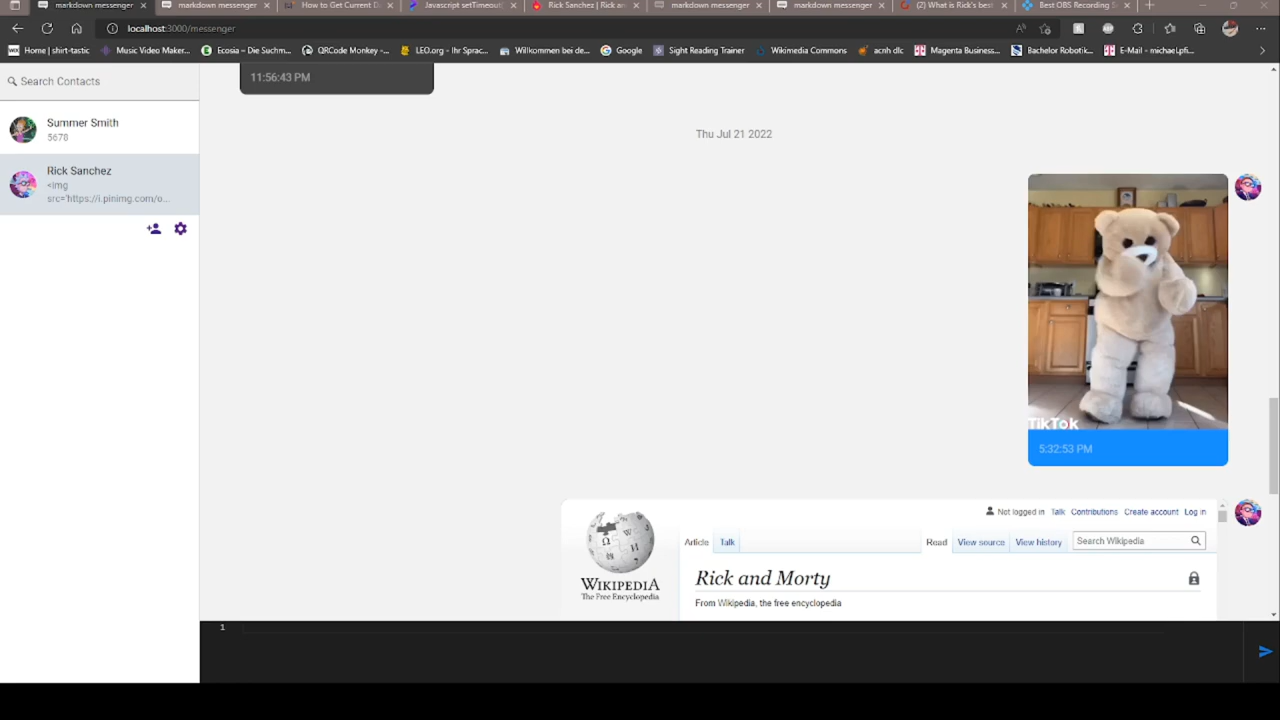 markdown messenger
markdown messenger
How to Get Current D
Javascript setTimeout(
Rick Sanchez | Rick an
markdown messenger
markdown messenger
(2) What is Rick's best
Best OBS Recording S
localhost:3000/messenger
Home | shirt-tastic
Music Video Maker...
Ecosia – Die Suchm...
QRCode Monkey -...
LEO.org - Ihr Sprac...
Willkommen bei de...
Google
Sight Reading Trainer
Wikimedia Commons
acnh dlc
Magenta Business...
Bachelor Robotik...
E-Mail - michael.pfi...
Search Contacts
Summer Smith
5678
Rick Sanchez
<img
src='https://i.pinimg.com/o...
11:56:43 PM
Thu Jul 21 2022
TikTok
5:32:53 PM
Not logged in Talk Contributions Create account Log in
Article Talk Read View source View history Search Wikipedia
WIKIPEDIA
The Free Encyclopedia
Rick and Morty
From Wikipedia, the free encyclopedia
1